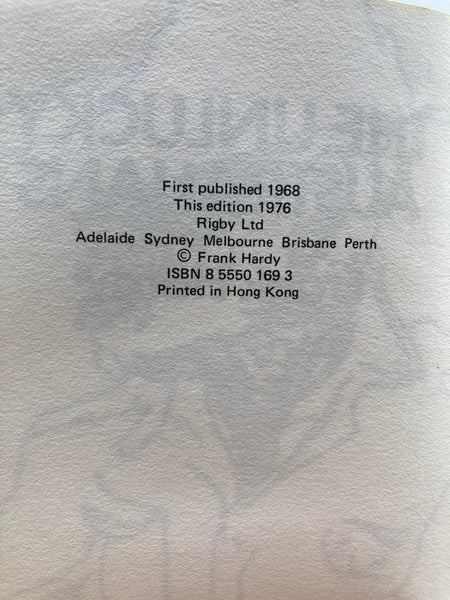 First published 1968
This edition 1976
Rigby Ltd
Adelaide Sydney Melbourne Brisbane Perth
© Frank Hardy
ISBN 8 5550 169 3
Printed in Hong Kong